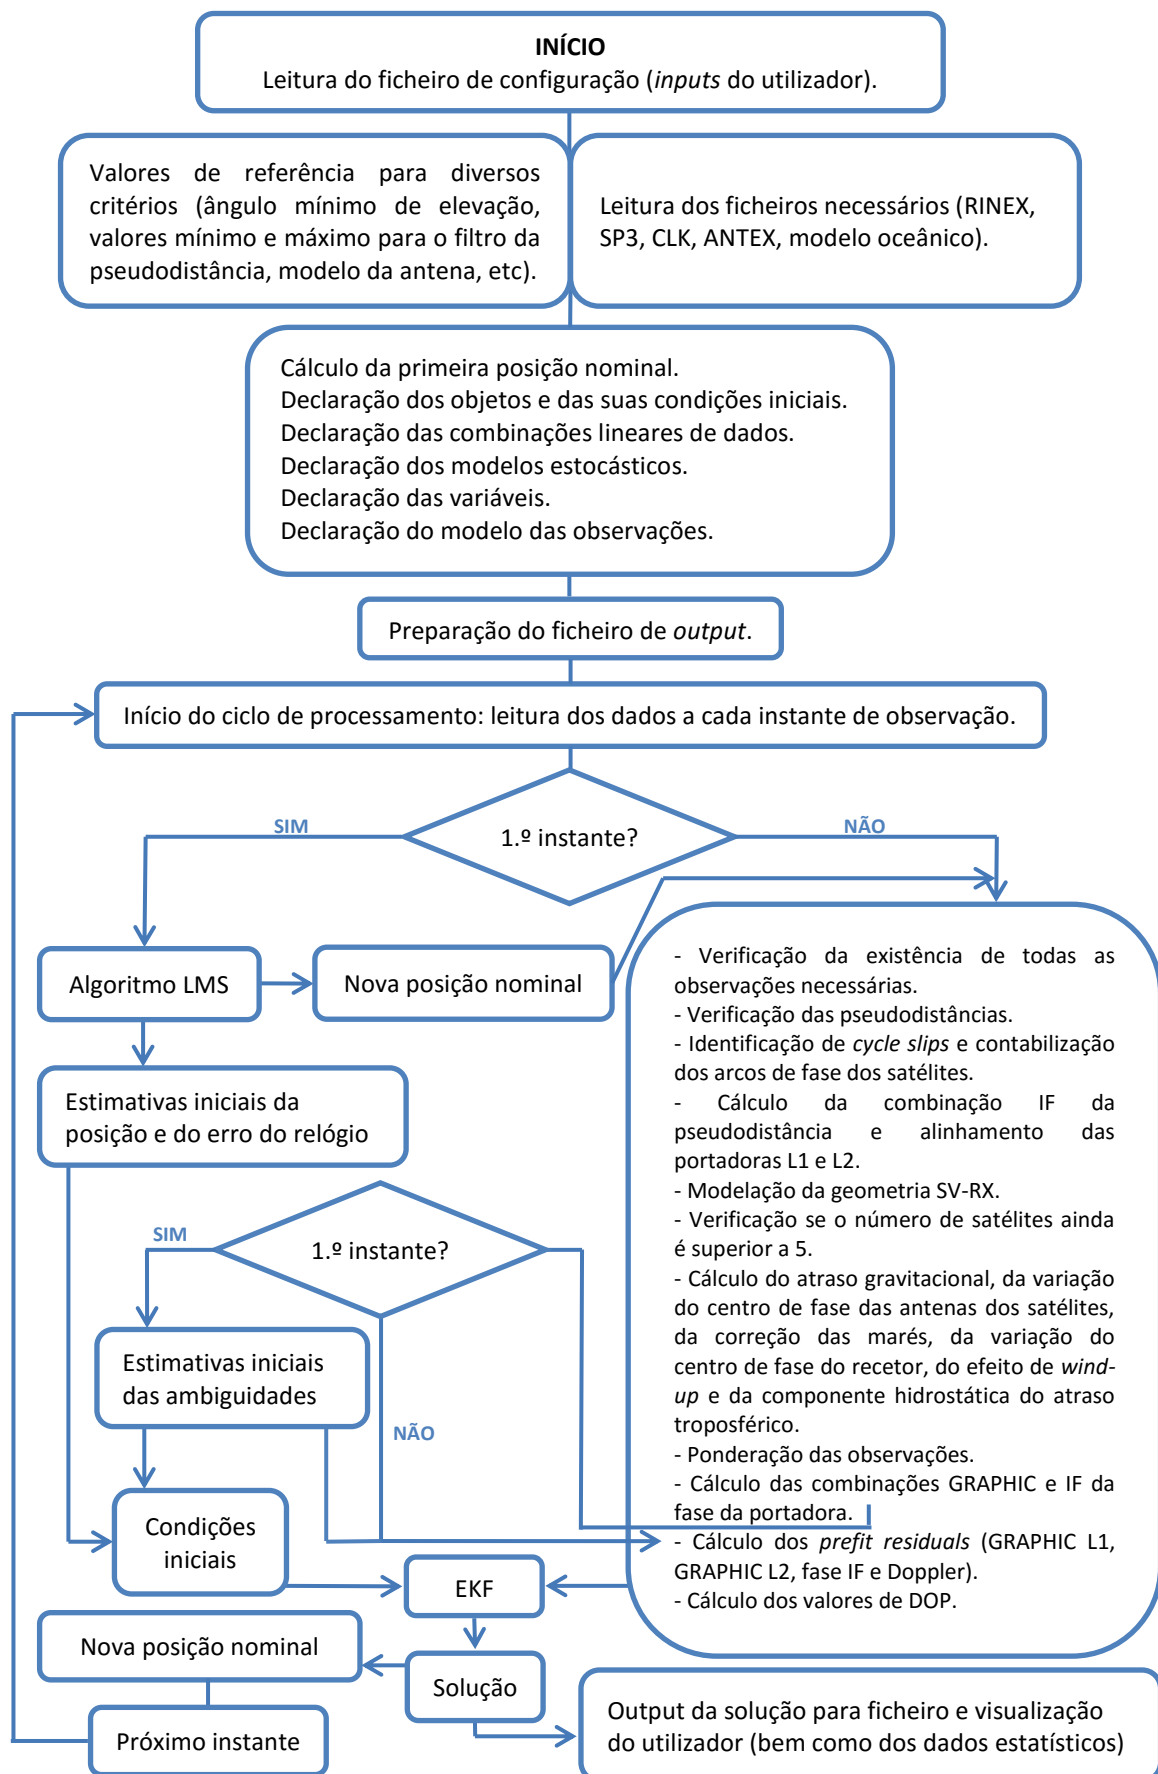 INÍCIO
Leitura do ficheiro de configuração (inputs do utilizador).
Valores de referência para diversos
critérios (ângulo mínimo de elevação,
valores mínimo e máximo para o filtro da
pseudodistância, modelo da antena, etc).
Leitura dos ficheiros necessários (RINEX,
SP3, CLK, ANTEX, modelo oceânico).
Cálculo da primeira posição nominal.
Declaração dos objetos e das suas condições iniciais.
Declaração das combinações lineares de dados.
Declaração dos modelos estocásticos.
Declaração das variáveis.
Declaração do modelo das observações.
Preparação do ficheiro de output.
Início do ciclo de processamento: leitura dos dados a cada instante de observação.
1.º instante?
SIM
NÃO
Algoritmo LMS
Nova posição nominal
Estimativas iniciais da
posição e do erro do relógio
- Verificação da existência de todas as
observações necessárias.
- Verificação das pseudodistâncias.
- Identificação de cycle slips e contabilização
dos arcos de fase dos satélites.
- Cálculo da combinação IF da
pseudodistância e alinhamento das
portadoras L1 e L2.
- Modelação da geometria SV-RX.
- Verificação se o número de satélites ainda
é superior a 5.
- Cálculo do atraso gravitacional, da variação
do centro de fase das antenas dos satélites,
da correção das marés, da variação do
centro de fase do recetor, do efeito de wind-
up e da componente hidrostática do atraso
troposférico.
- Ponderação das observações.
- Cálculo das combinações GRAPHIC e IF da
fase da portadora.
- Cálculo dos prefit residuals (GRAPHIC L1,
GRAPHIC L2, fase IF e Doppler).
- Cálculo dos valores de DOP.
1.º instante?
SIM
NÃO
Estimativas iniciais
das ambiguidades
Condições
iniciais
EKF
Solução
Nova posição nominal
Próximo instante
Output da solução para ficheiro e visualização
do utilizador (bem como dos dados estatísticos)